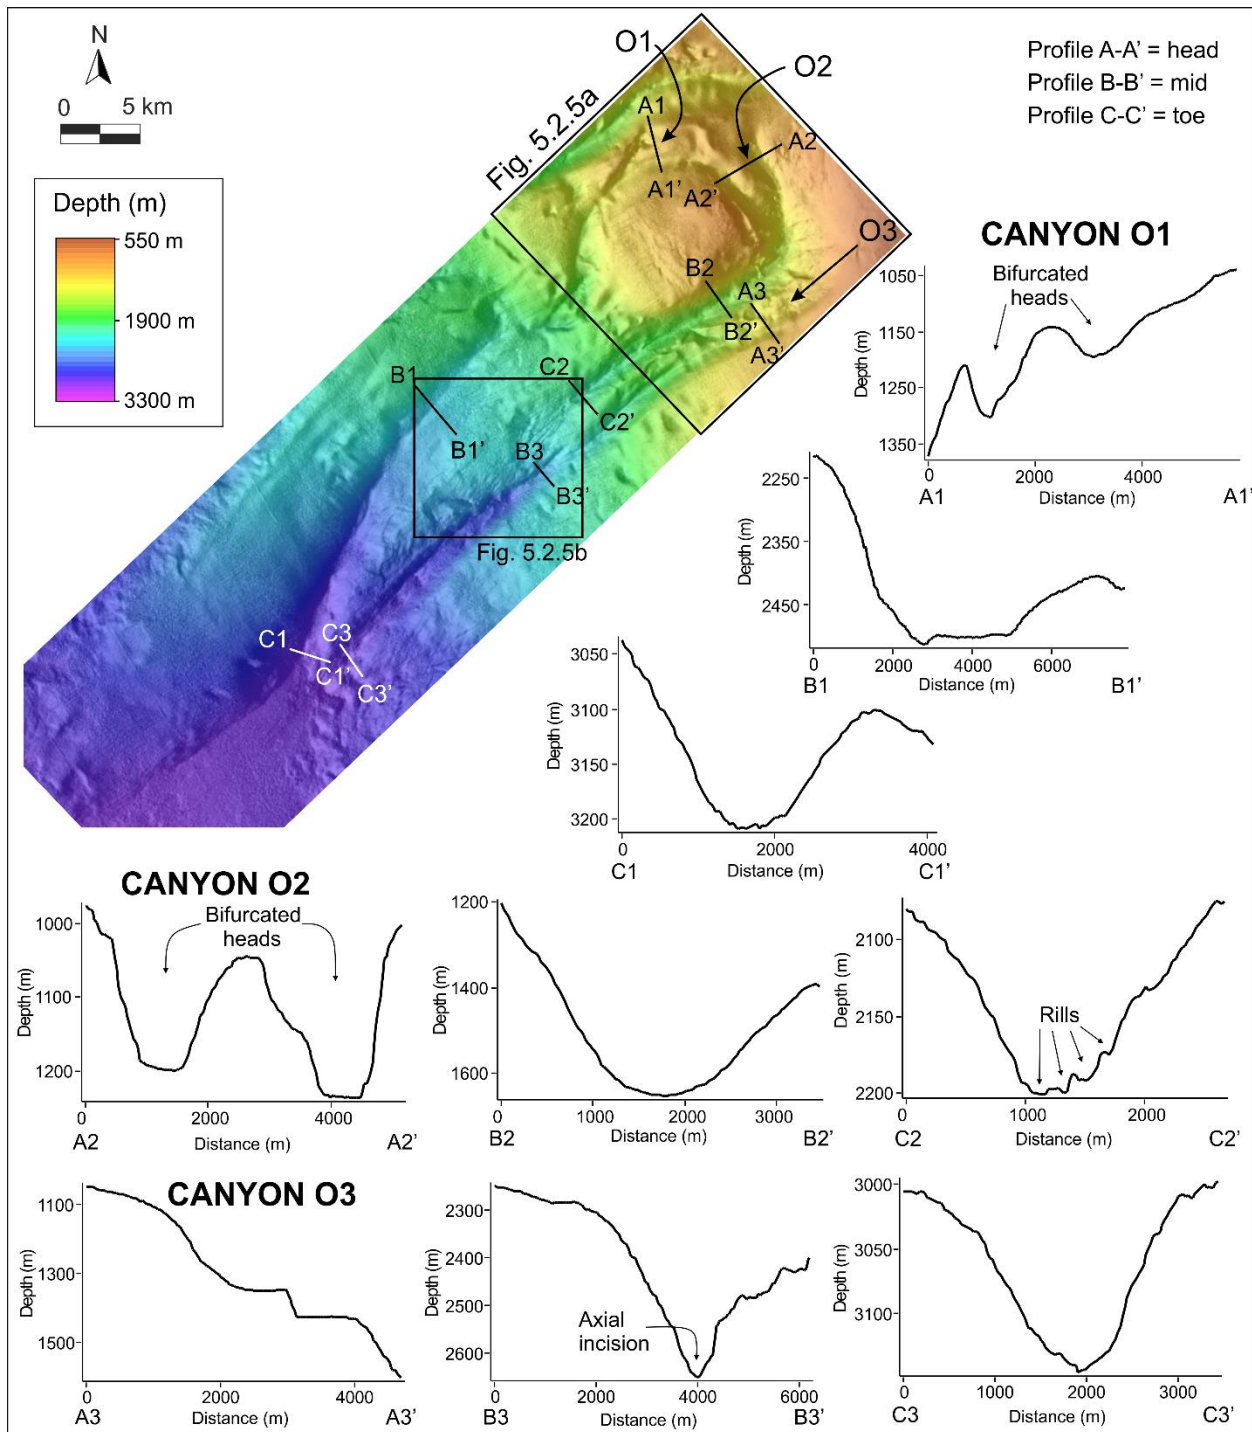 N
0 5 km
Depth (m)
550 m
1900 m
3300 m
Fig. 5.2.5a
O1
O2
O3
A1
A1'
A2
A2'
B2
B2'
A3
A3'
B1
B1'
C2
C2'
B3
B3'
Fig. 5.2.5b
C1
C1'
C3
C3'
Profile A-A' = head
Profile B-B' = mid
Profile C-C' = toe
CANYON O1
Bifurcated
heads
Depth (m)
1050
1150
1250
1350
0 2000 4000
A1 Distance (m) A1'
Depth (m)
2250
2350
2450
0 2000 4000 6000
B1 Distance (m) B1'
Depth (m)
3050
3100
3150
3200
0 2000 4000
C1 Distance (m) C1'
CANYON O2
Bifurcated
heads
Depth (m)
1000
1100
1200
0 2000 4000
A2 Distance (m) A2'
Depth (m)
1200
1400
1600
0 1000 2000 3000
B2 Distance (m) B2'
Depth (m)
2100
2150
2200
Rills
0 1000 2000
C2 Distance (m) C2'
CANYON O3
Depth (m)
1100
1300
1500
0 2000 4000
A3 Distance (m) A3'
Depth (m)
2300
2400
2500
2600
Axial
incision
0 2000 4000 6000
B3 Distance (m) B3'
Depth (m)
3000
3050
3100
0 1000 2000 3000
C3 Distance (m) C3'